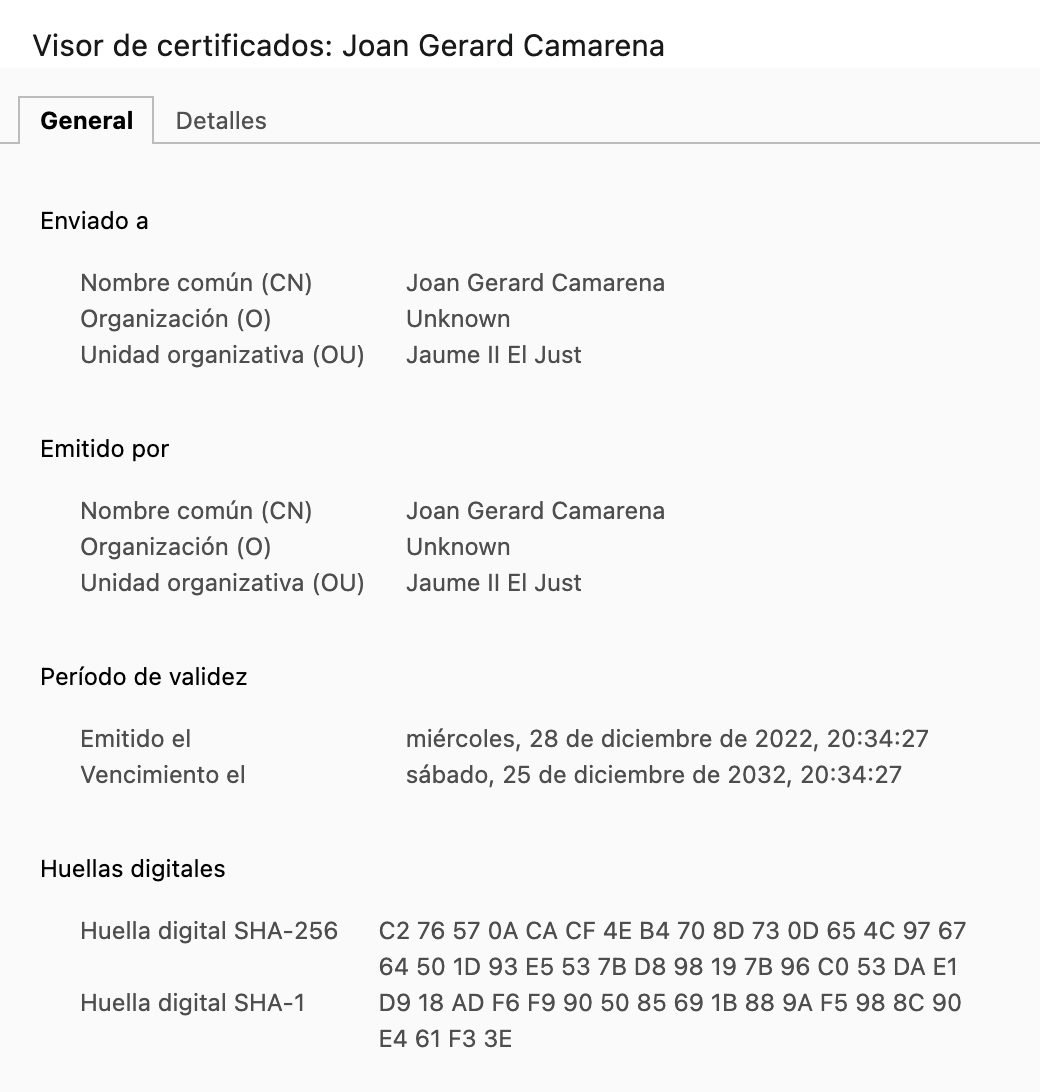 Visor de certificados: Joan Gerard Camarena
General Detalles
Enviado a
Nombre común (CN) Joan Gerard Camarena
Organización (O) Unknown
Unidad organizativa (OU) Jaume II El Just
Emitido por
Nombre común (CN) Joan Gerard Camarena
Organización (O) Unknown
Unidad organizativa (OU) Jaume II El Just
Período de validez
Emitido el miércoles, 28 de diciembre de 2022, 20:34:27
Vencimiento el sábado, 25 de diciembre de 2032, 20:34:27
Huellas digitales
Huella digital SHA-256 C2 76 57 0A CA CF 4E B4 70 8D 73 0D 65 4C 97 67
64 50 1D 93 E5 53 7B D8 98 19 7B 96 C0 53 DA E1
Huella digital SHA-1 D9 18 AD F6 F9 90 50 85 69 1B 88 9A F5 98 8C 90
E4 61 F3 3E